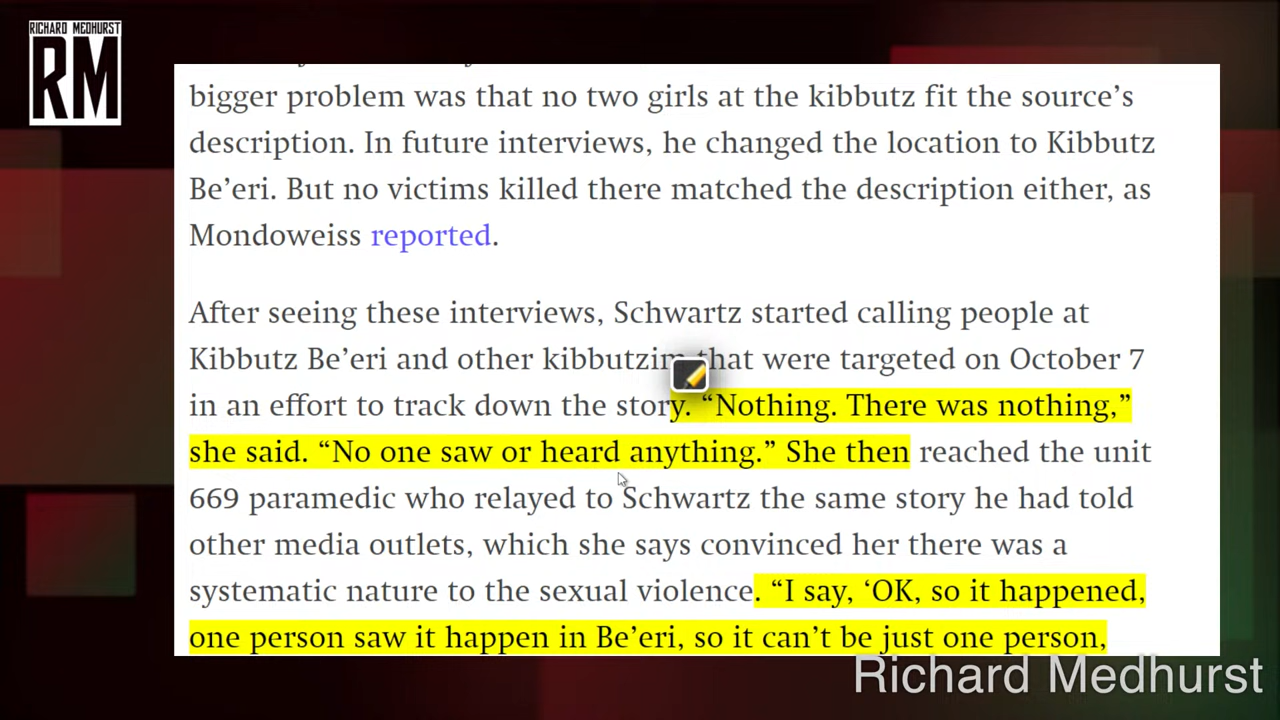 RICHARD MEDHURST
RM
bigger problem was that no two girls at the kibbutz fit the source’s
description. In future interviews, he changed the location to Kibbutz
Be’eri. But no victims killed there matched the description either, as
Mondoweiss reported.
After seeing these interviews, Schwartz started calling people at
Kibbutz Be’eri and other kibbutzim that were targeted on October 7
in an effort to track down the story. “Nothing. There was nothing,”
she said. “No one saw or heard anything.” She then reached the unit
669 paramedic who relayed to Schwartz the same story he had told
other media outlets, which she says convinced her there was a
systematic nature to the sexual violence. “I say, ‘OK, so it happened,
one person saw it happen in Be’eri, so it can’t be just one person,
Richard Medhurst